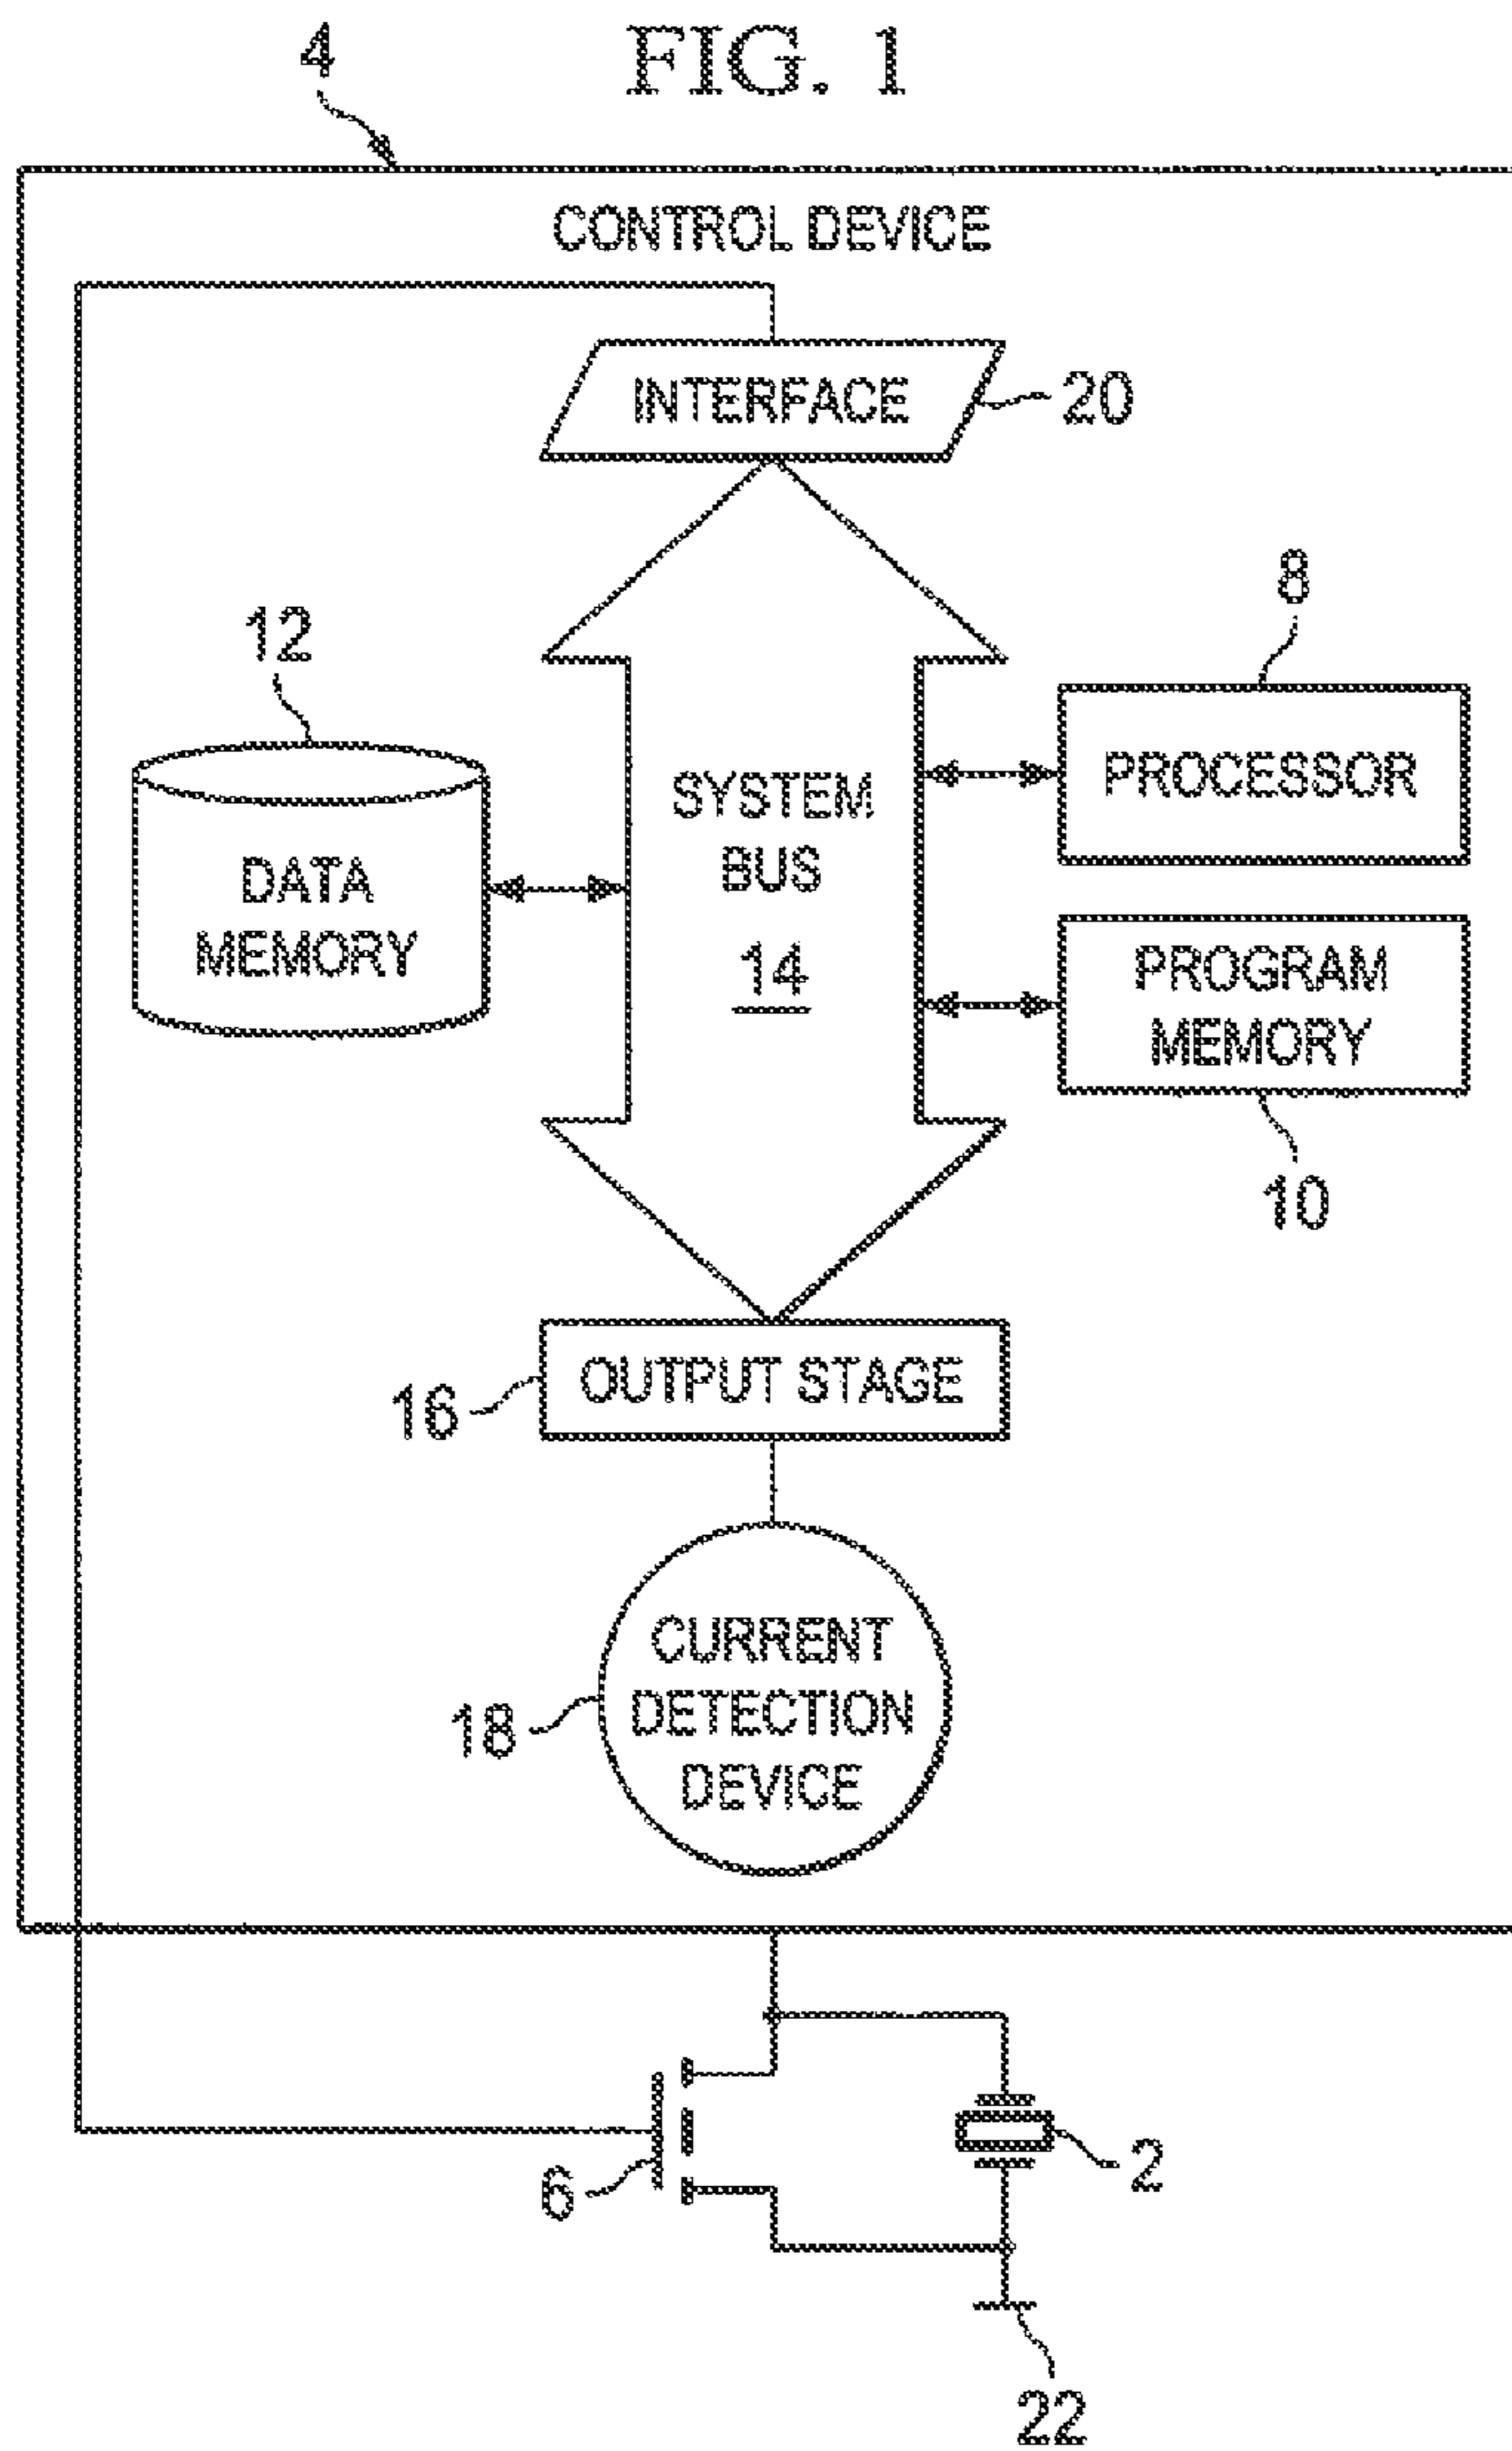 FIG. 1
4
CONTROL DEVICE
INTERFACE
20
8
12
PROCESSOR
SYSTEM
BUS
14
DATA
MEMORY
PROGRAM
MEMORY
10
OUTPUT STAGE
16
CURRENT
DETECTION
DEVICE
18
6
2
22